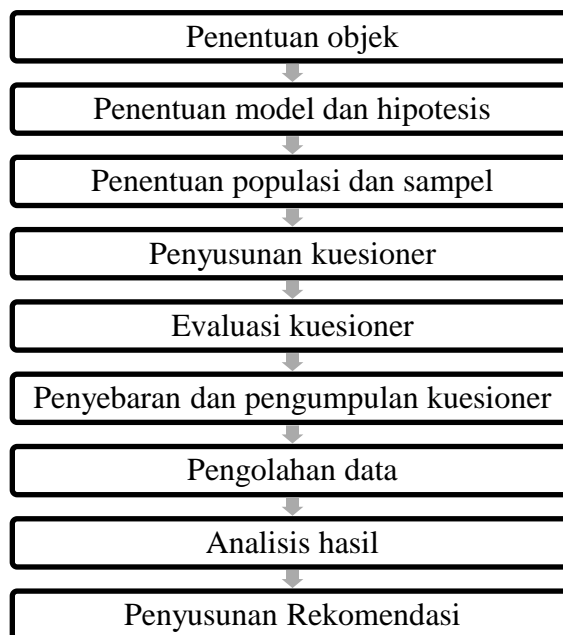 Penentuan objek
Penentuan model dan hipotesis
Penentuan populasi dan sampel
Penyusunan kuesioner
Evaluasi kuesioner
Penyebaran dan pengumpulan kuesioner
Pengolahan data
Analisis hasil
Penyusunan Rekomendasi